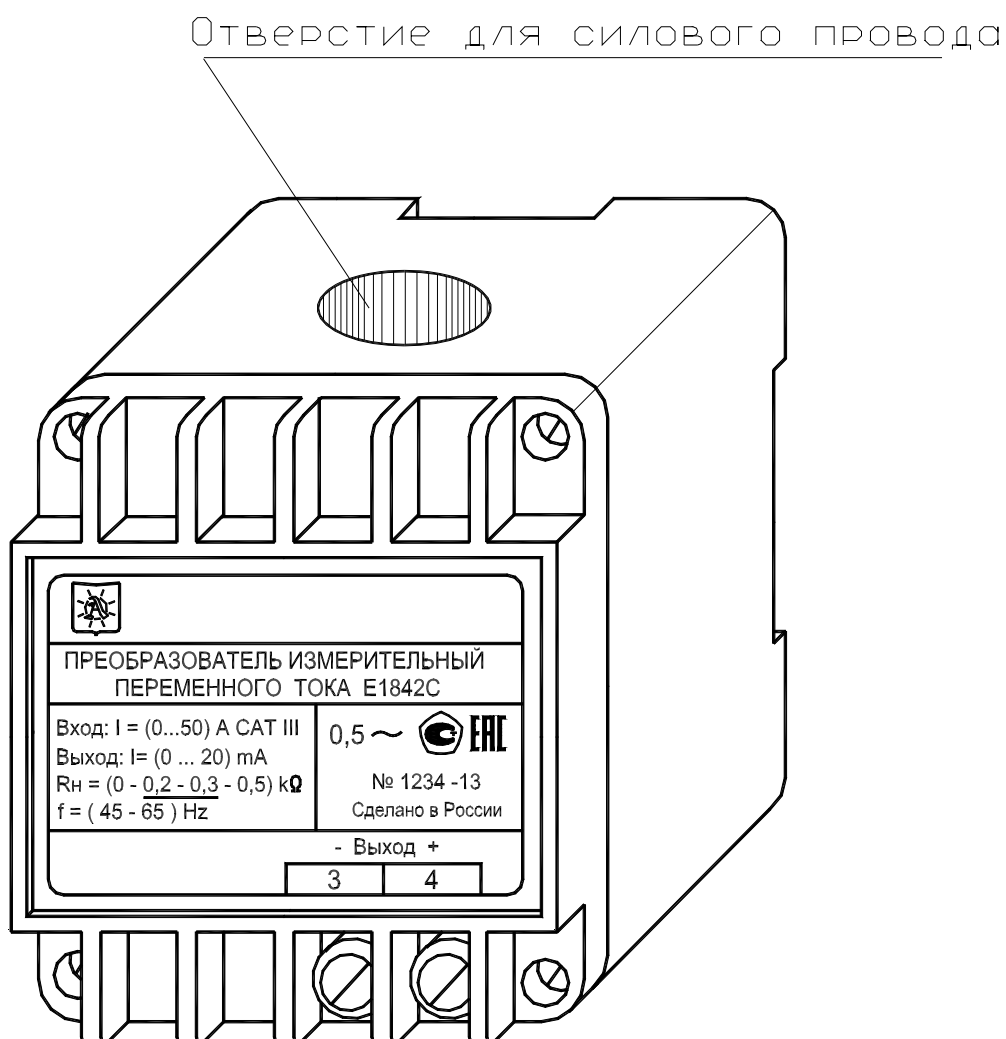 Отверстие для силового провода
ПРЕОБРАЗОВАТЕЛЬ ИЗМЕРИТЕЛЬНЫЙ
ПЕРЕМЕННОГО ТОКА Е1842С
Вход: I = (0...50) A CAT III
Выход: I= (0 ... 20) mA
Rн = (0 - 0,2 - 0,3 - 0,5) kΩ
f = ( 45 - 65 ) Hz
0,5 ~
ЕАС
№ 1234 -13
Сделано в России
- Выход +
3 4